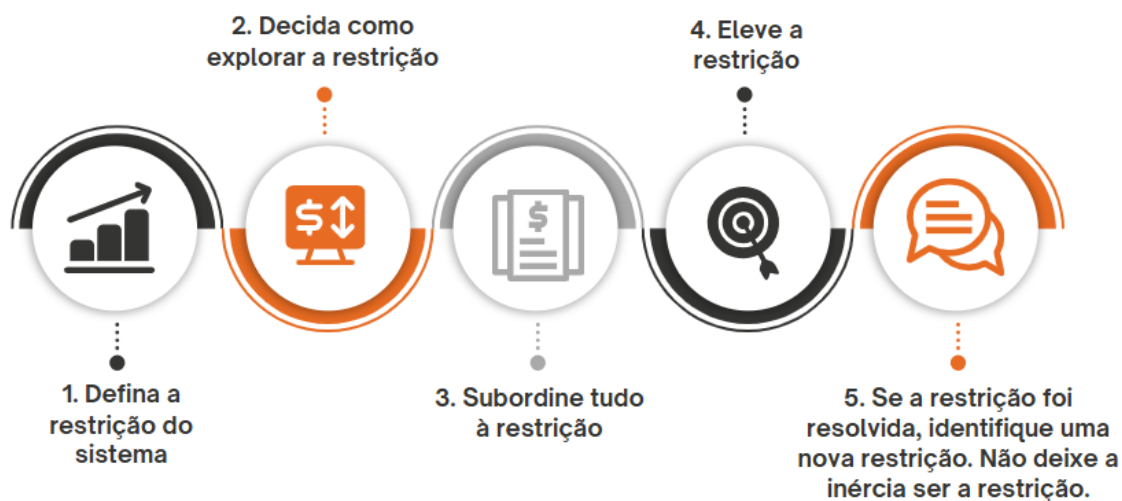 1. Defina a
restrição do
sistema
2. Decida como
explorar a restrição
$
$
3. Subordine tudo
à restrição
4. Eleve a
restrição
5. Se a restrição foi
resolvida, identifique uma
nova restrição. Não deixe a
inércia ser a restrição.